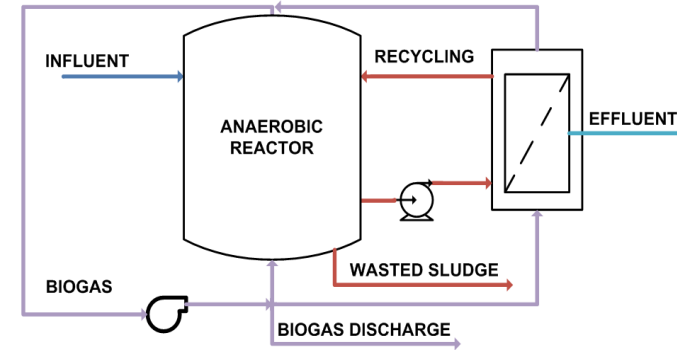 INFLUENT
RECYCLING
ANAEROBIC
REACTOR
EFFLUENT
WASTED SLUDGE
BIOGAS
BIOGAS DISCHARGE